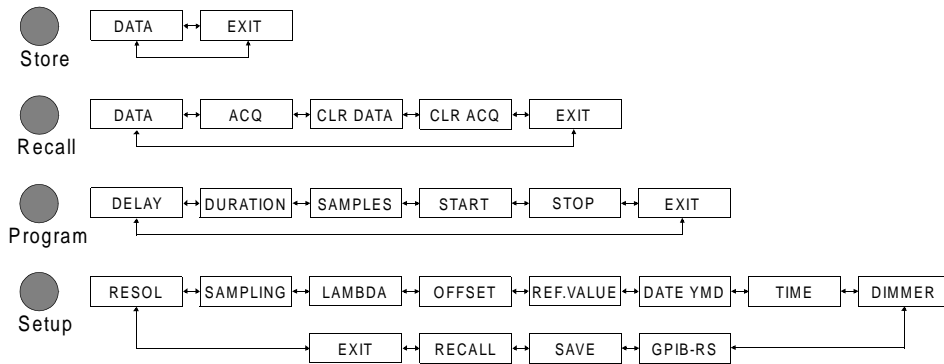 DATA EXIT
Store
DATA ACQ CLR DATA CLR ACQ EXIT
Recall
DELAY DURATION SAMPLES START STOP EXIT
Program
RESOL SAMPLING LAMBDA OFFSET REF.VALUE DATE YMD TIME DIMMER
Setup
EXIT RECALL SAVE GPIB-RS